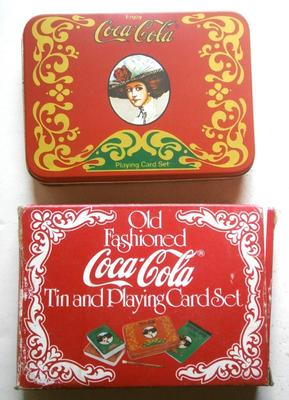 Enjoy
Coca-Cola
Playing Card Set
Old
Fashioned
Coca-Cola®
Tin and Playing Card Set